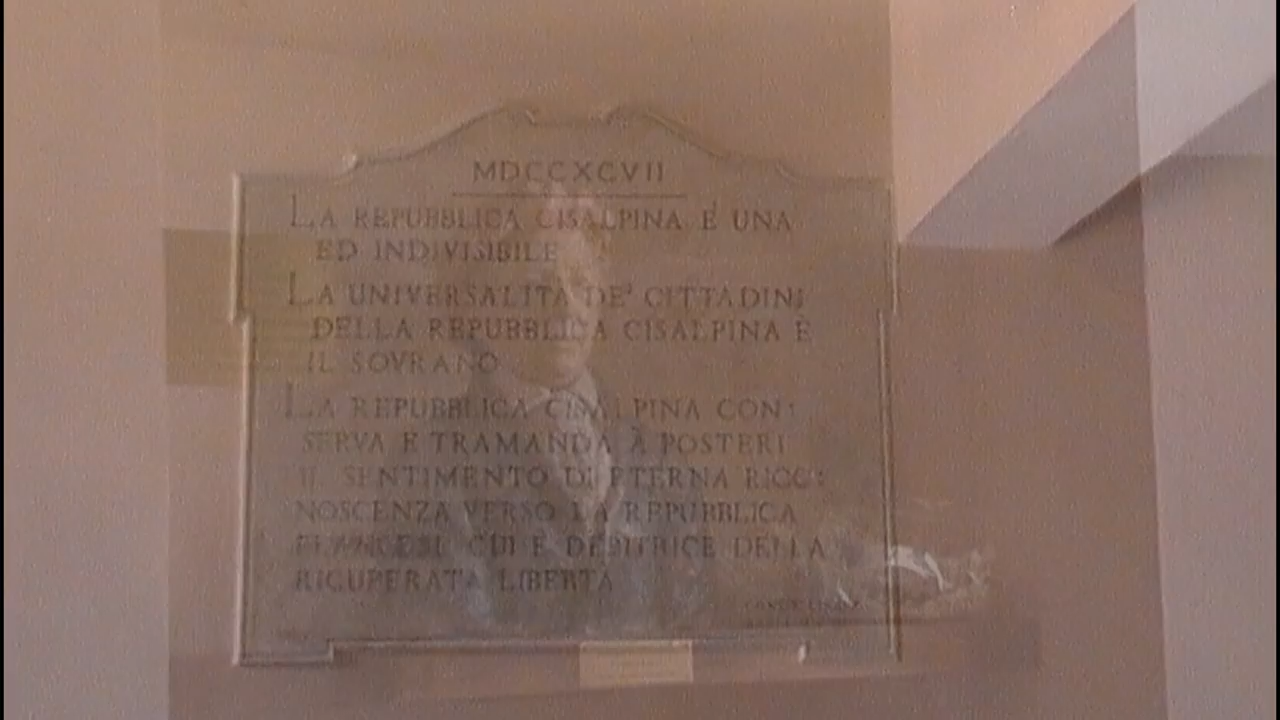 MDCCXCVII
LA REPUBBLICA CISALPINA E' UNA
ED INDIVISIBILE
LA UNIVERSALITA DE' CITTADINI
DELLA REPUBBLICA CISALPINA È
IL SOVRANO
LA REPUBBLICA CISALPINA CON:
SERVA E TRAMANDA A POSTERI
IL SENTIMENTO DI ETERNA RICO:
NOSCENZA VERSO LA REPUBBLICA
FRANCESE CUI È DEBITRICE DELLA
RICUPERATA LIBERTÀ